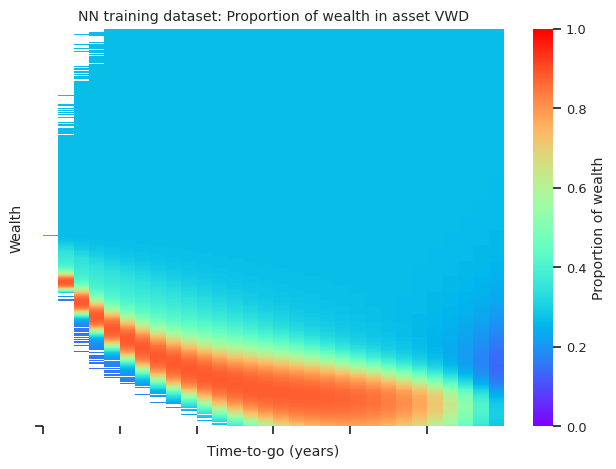 NN training dataset: Proportion of wealth in asset VWD
1.0
0.8
0.6
0.4
0.2
0.0
Proportion of wealth
Wealth
Time-to-go (years)